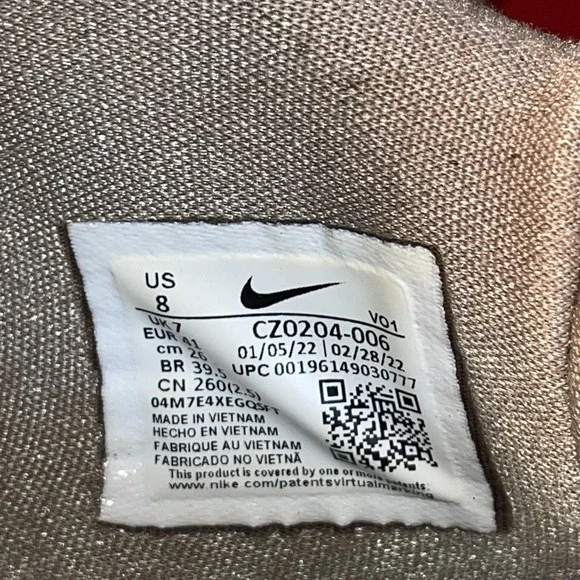 US
8
V01
UK 7
EUR 41
cm 26
BR 39.5
CN 260(2.5)
CZ0204-006
01/05/22 | 02/28/22
UPC 00196149030777
04M7E4XEGQ5FT
MADE IN VIETNAM
HECHO EN VIETNAM
FABRIQUE AU VIETNAM
FABRICADO NO VIETNÃ
This product is covered by one or more patents
www.nike.com/patentsvirtualmarking